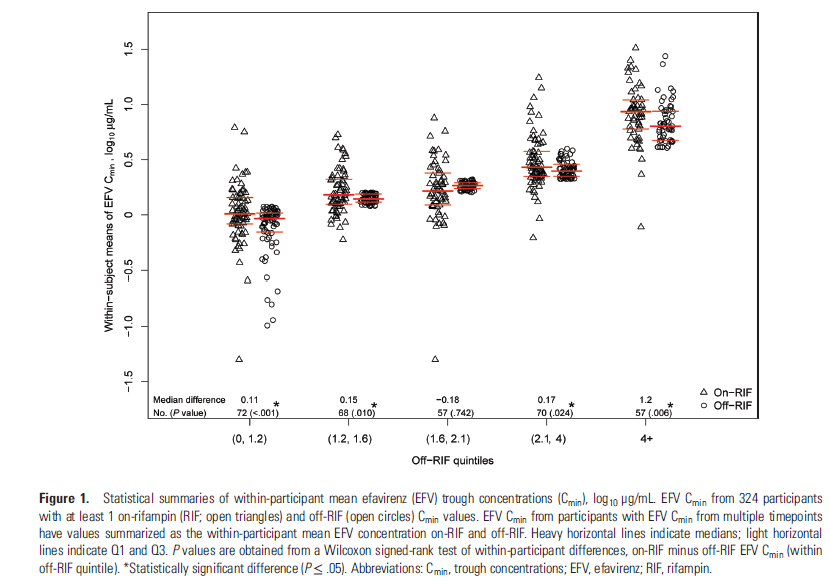 Within−subject means of EFV Cmin, log10 µg/mL
1.5
1.0
0.5
0
−0.5
−1.0
−1.5
Median difference 0.11 0.15 −0.18 0.17 1.2
No. (P value) 72 (<.001) * 68 (.010) * 57 (.742) 70 (.024) * 57 (.006) *
△ On−RIF
○ Off−RIF
(0, 1.2) (1.2, 1.6) (1.6, 2.1) (2.1, 4) 4+
Off−RIF quintiles
Figure 1. Statistical summaries of within-participant mean efavirenz (EFV) trough concentrations (Cmin), log10 µg/mL. EFV Cmin from 324 participants
with at least 1 on-rifampin (RIF; open triangles) and off-RIF (open circles) Cmin values. EFV Cmin from participants with EFV Cmin from multiple timepoints
have values summarized as the within-participant mean EFV concentration on-RIF and off-RIF. Heavy horizontal lines indicate medians; light horizontal
lines indicate Q1 and Q3. P values are obtained from a Wilcoxon signed-rank test of within-participant differences, on-RIF minus off-RIF EFV Cmin (within
off-RIF quintile). *Statistically significant difference (P ≤ .05). Abbreviations: Cmin, trough concentrations; EFV, efavirenz; RIF, rifampin.